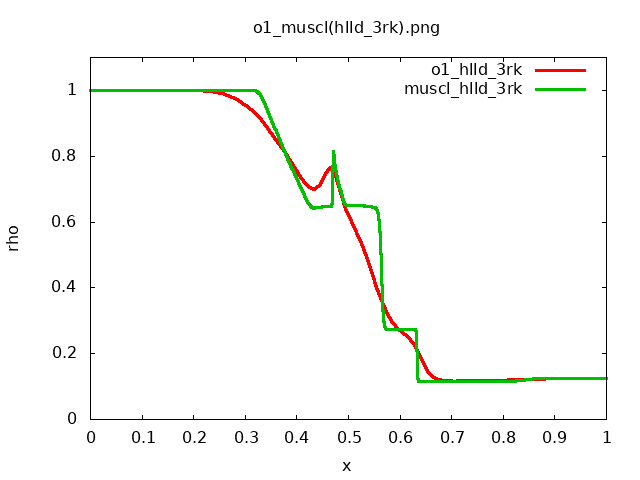 o1_muscl(hlld_3rk).png
o1_hlld_3rk
muscl_hlld_3rk
1
0.8
0.6
0.4
0.2
0
rho
0 0.1 0.2 0.3 0.4 0.5 0.6 0.7 0.8 0.9 1
x